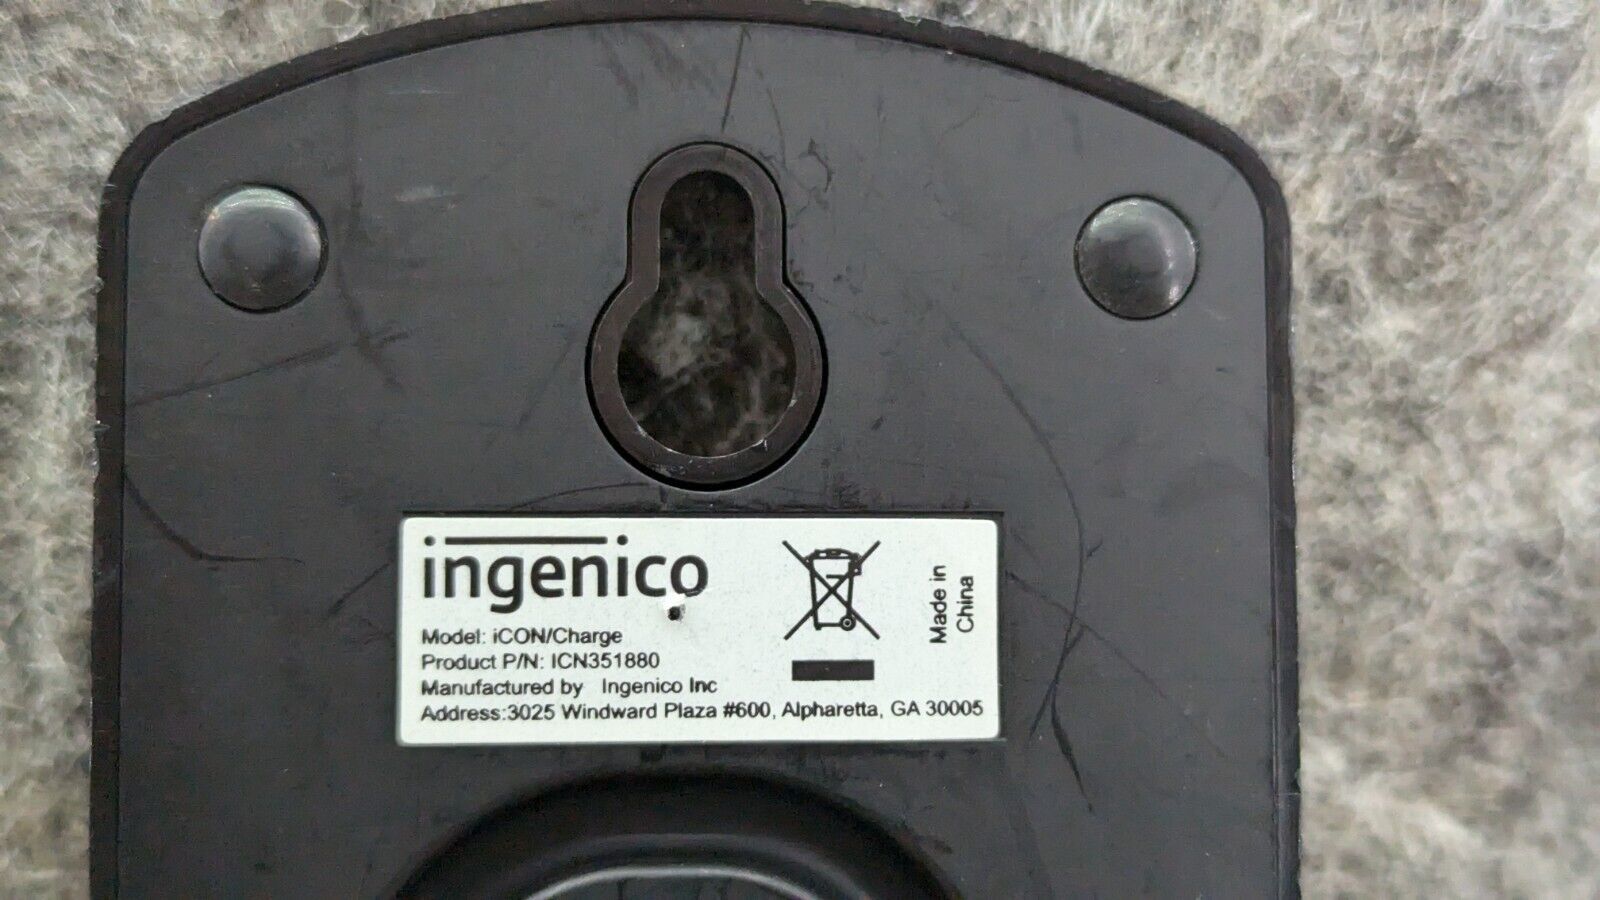 ingenico
Model: iCON/Charge
Product P/N: ICN351880
Manufactured by Ingenico Inc
Address:3025 Windward Plaza #600, Alpharetta, GA 30005
Made in
China